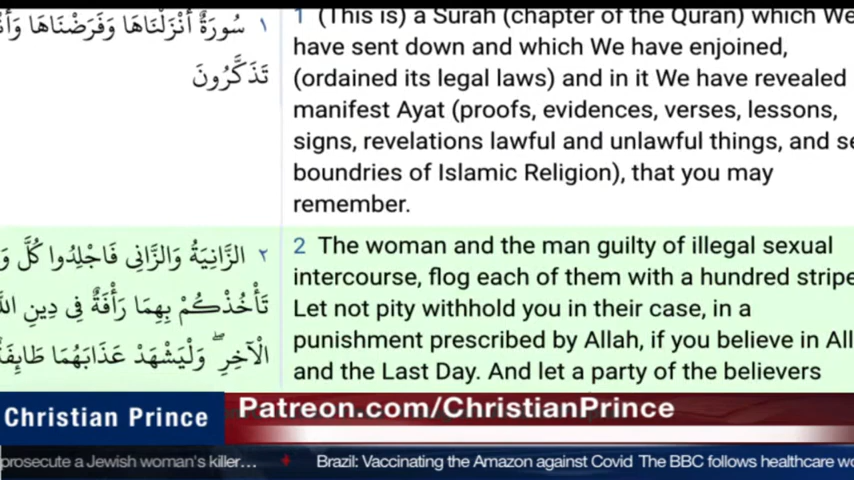 ١ سُورَةٌ أَنْزَلْنَاهَا وَفَرَضْنَاهَا
تَذَكَّرُونَ
1 (This is) a Surah (chapter of the Quran) which We
have sent down and which We have enjoined,
(ordained its legal laws) and in it We have revealed
manifest Ayat (proofs, evidences, verses, lessons,
signs, revelations lawful and unlawful things, and
boundries of Islamic Religion), that you may
remember.
٢ الزَّانِيَةُ وَالزَّانِى فَاجْلِدُوا كُلَّ
تَأْخُذْكُمْ بِهِمَا رَأْفَةٌ فِى دِينِ
الْآخِرِ ۖ وَلْيَشْهَدْ عَذَابَهُمَا
2 The woman and the man guilty of illegal sexual
intercourse, flog each of them with a hundred stripe
Let not pity withhold you in their case, in a
punishment prescribed by Allah, if you believe in All
and the Last Day. And let a party of the believers
Christian Prince
Patreon.com/ChristianPrince
prosecute a Jewish woman's killer... Brazil: Vaccinating the Amazon against Covid The BBC follows healthcare wo